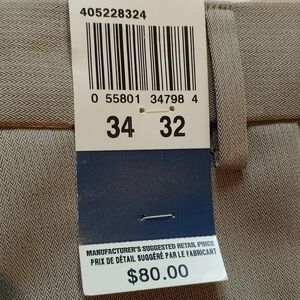 405228324
0 55801 34798 4
34 32
MANUFACTURER'S SUGGESTED RETAIL PRICE
PRIX DE DÉTAIL SUGGÉRÉ PAR LE FABRICANT
$80.00